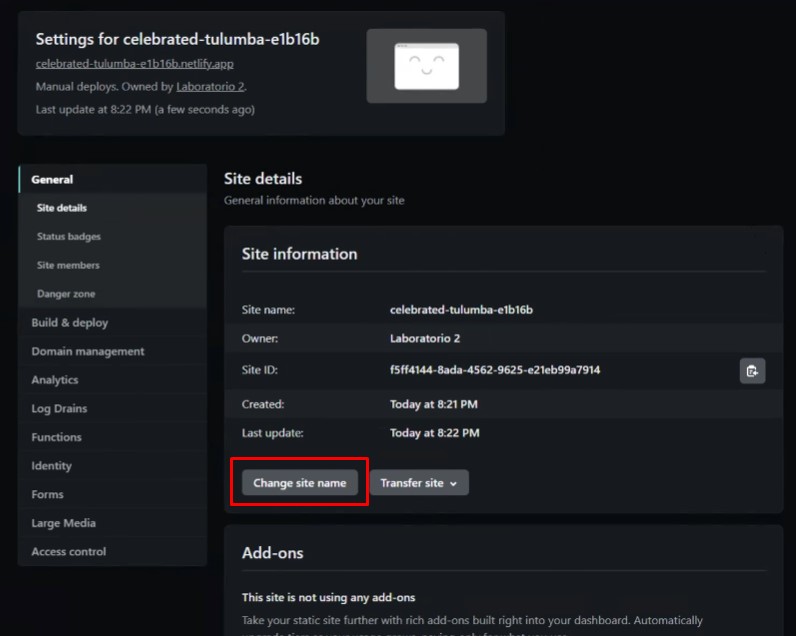 Settings for celebrated-tulumba-e1b16b
celebrated-tulumba-e1b16b.netlify.app
Manual deploys. Owned by Laboratorio 2.
Last update at 8:22 PM (a few seconds ago)
General
Site details
Status badges
Site members
Danger zone
Build & deploy
Domain management
Analytics
Log Drains
Functions
Identity
Forms
Large Media
Access control
Site details
General information about your site
Site information
Site name: celebrated-tulumba-e1b16b
Owner: Laboratorio 2
Site ID: f5ff4144-8ada-4562-9625-e21eb99a7914
Created: Today at 8:21 PM
Last update: Today at 8:22 PM
Change site name Transfer site
Add-ons
This site is not using any add-ons
Take your static site further with rich add-ons built right into your dashboard. Automatically